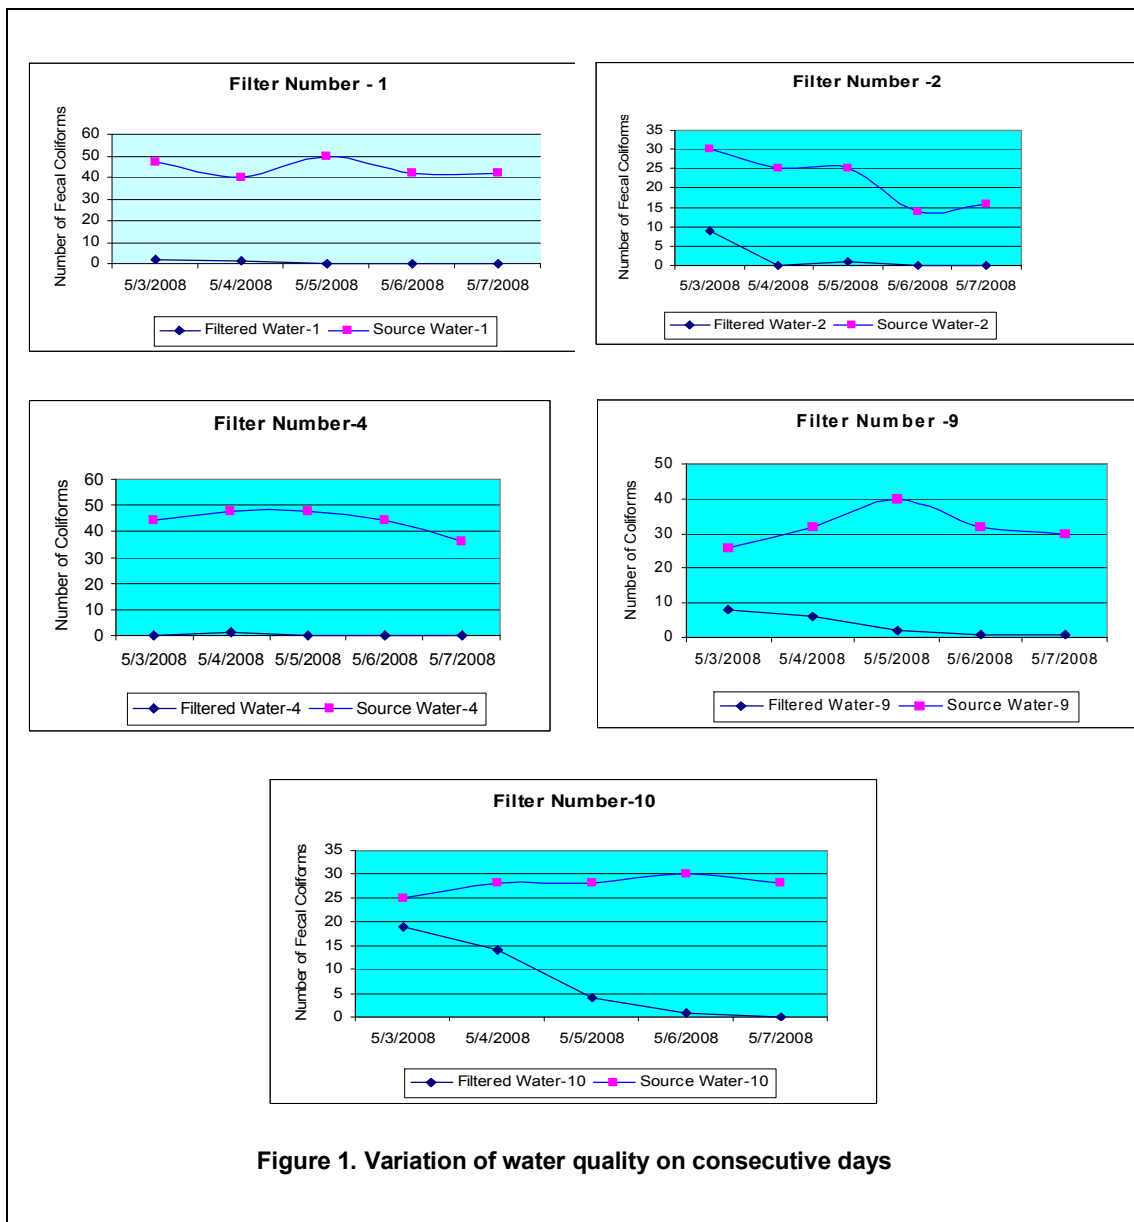 Filter Number - 1
Number of Fecal Coliforms
60
50
40
30
20
10
0
5/3/2008 5/4/2008 5/5/2008 5/6/2008 5/7/2008
Filtered Water-1 Source Water-1
Filter Number -2
Number of Fecal Coliforms
35
30
25
20
15
10
5
0
5/3/2008 5/4/2008 5/5/2008 5/6/2008 5/7/2008
Filtered Water-2 Source Water-2
Filter Number-4
Number of Coliforms
60
50
40
30
20
10
0
5/3/2008 5/4/2008 5/5/2008 5/6/2008 5/7/2008
Filtered Water-4 Source Water-4
Filter Number -9
Number of Coliforms
50
40
30
20
10
0
5/3/2008 5/4/2008 5/5/2008 5/6/2008 5/7/2008
Filtered Water-9 Source Water-9
Filter Number-10
Number of Fecal Coliforms
35
30
25
20
15
10
5
0
5/3/2008 5/4/2008 5/5/2008 5/6/2008 5/7/2008
Filtered Water-10 Source Water-10
Figure 1. Variation of water quality on consecutive days